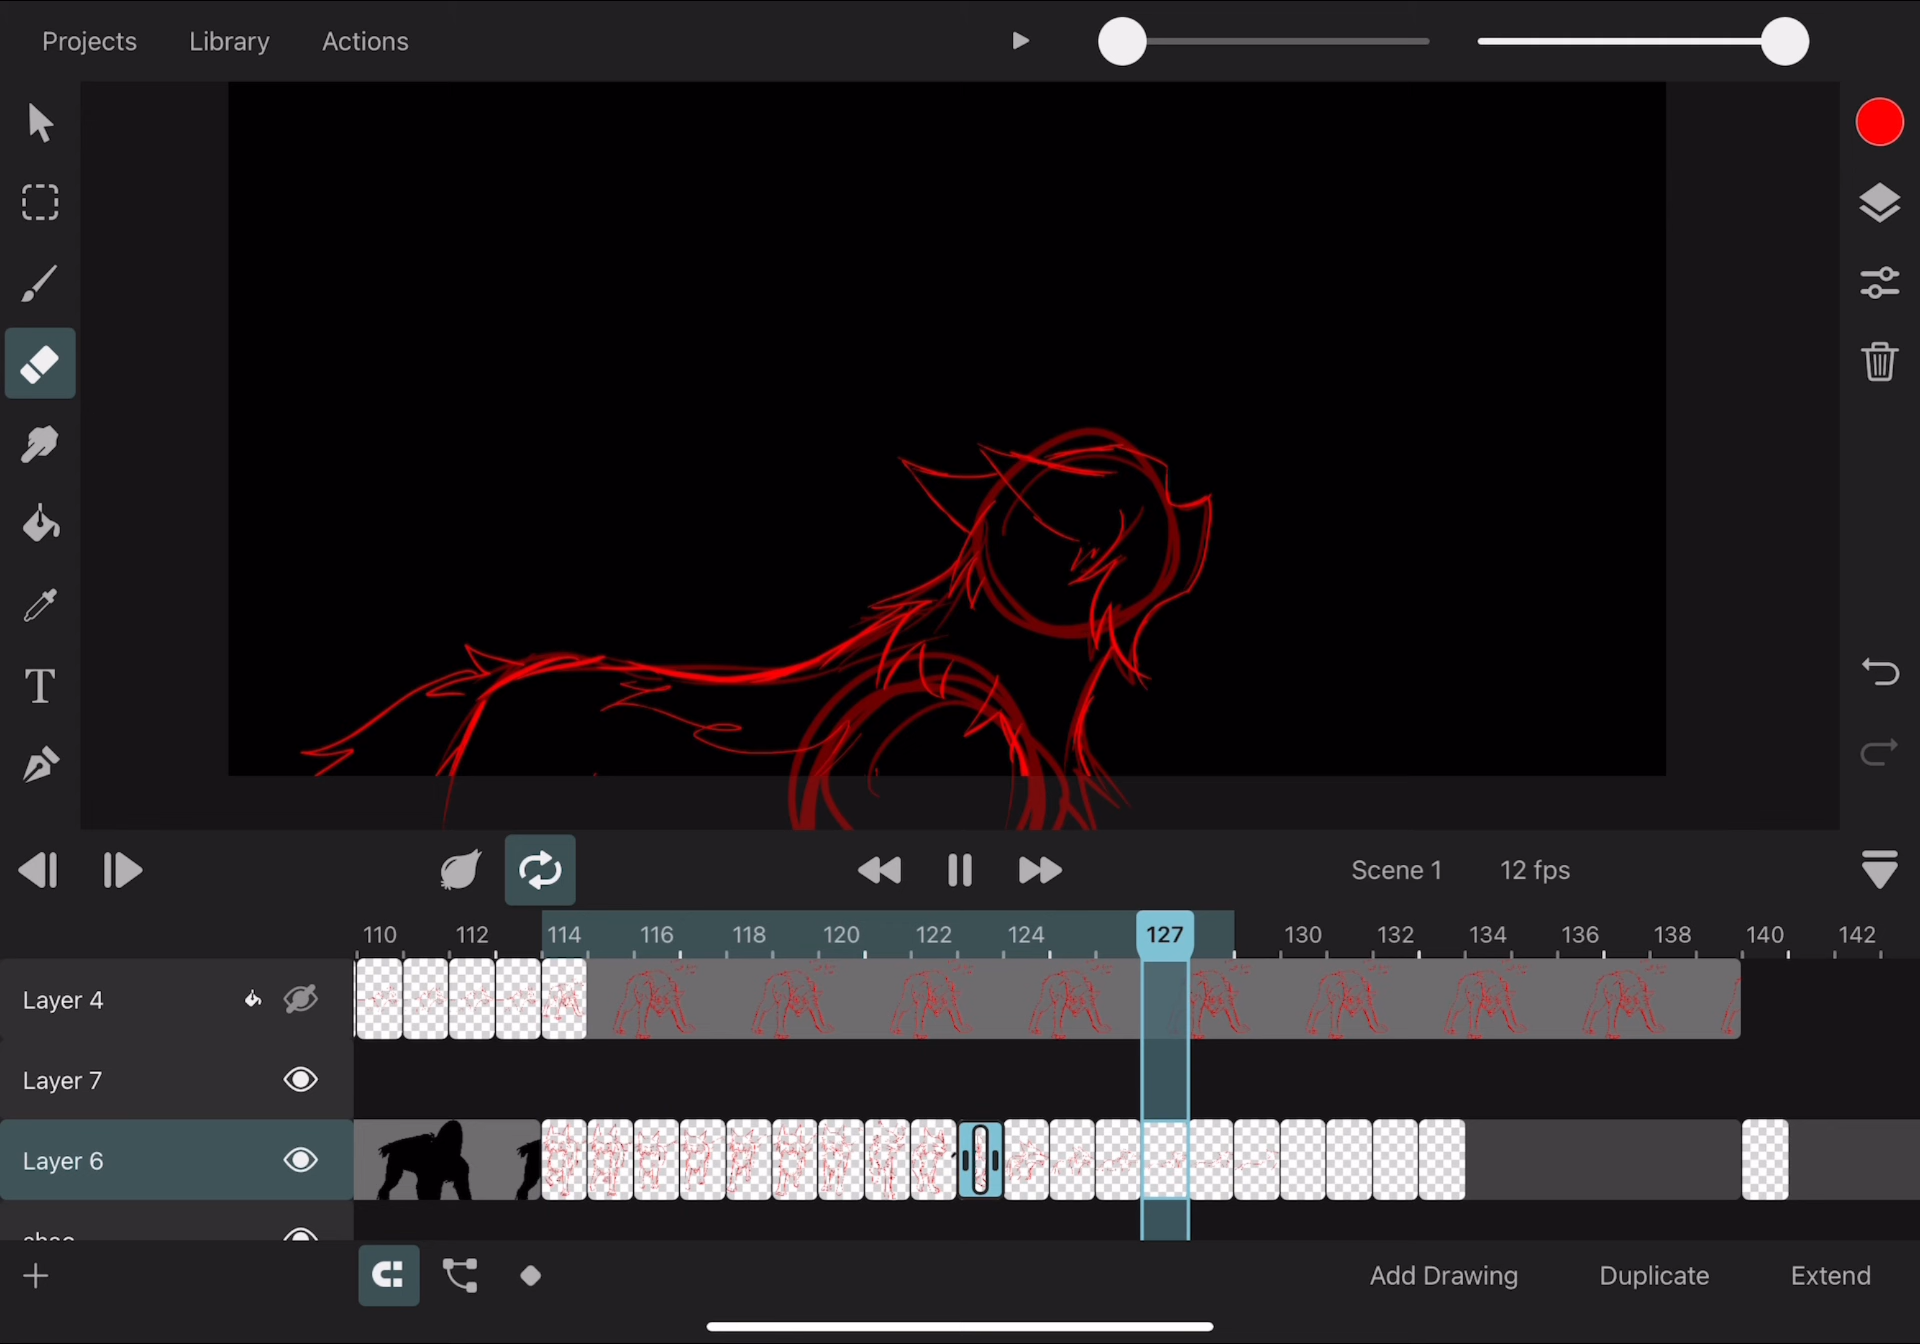 Projects Library Actions
T
Scene 1 12 fps
110 112 114 116 118 120 122 124 127 130 132 134 136 138 140 142
Layer 4
Layer 7
Layer 6
Add Drawing Duplicate Extend